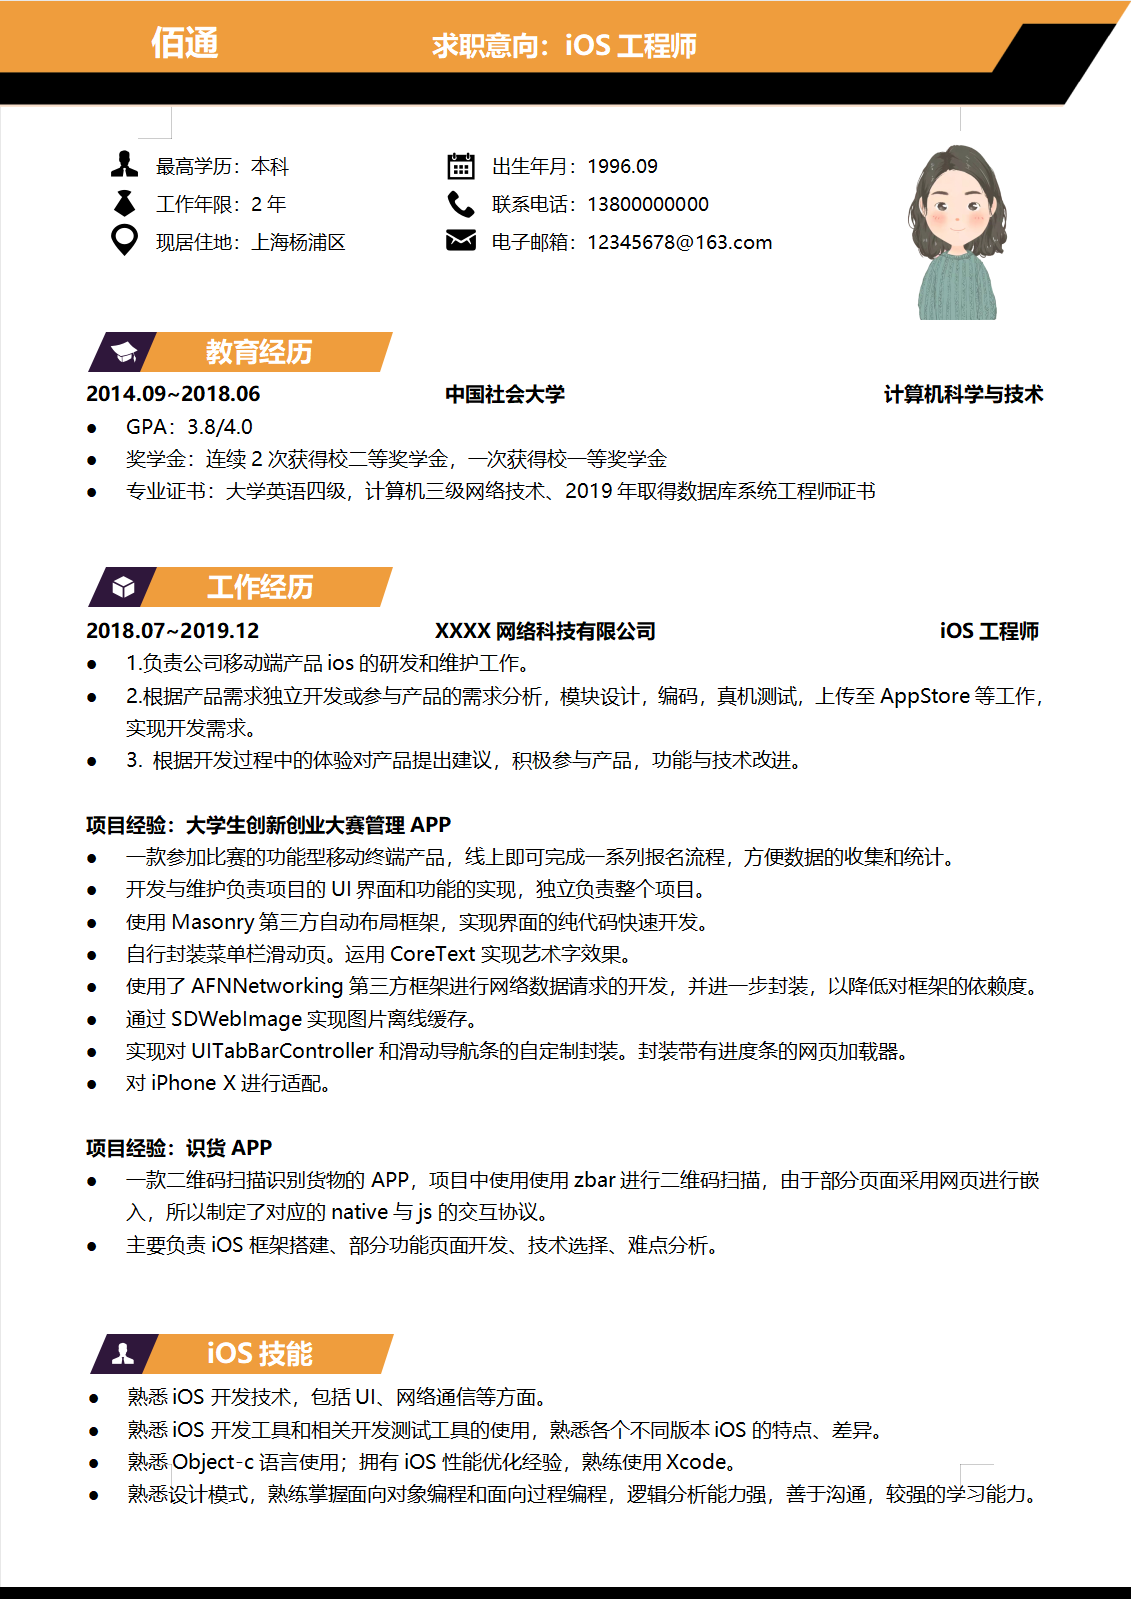 佰通
求职意向：iOS 工程师
最高学历：本科
出生年月：1996.09
工作年限：2 年
联系电话：13800000000
现居住地：上海杨浦区
电子邮箱：12345678@163.com
教育经历
2014.09~2018.06 中国社会大学 计算机科学与技术
● GPA：3.8/4.0
● 奖学金：连续 2 次获得校二等奖学金，一次获得校一等奖学金
● 专业证书：大学英语四级，计算机三级网络技术、2019 年取得数据库系统工程师证书
工作经历
2018.07~2019.12 XXXX 网络科技有限公司 iOS 工程师
● 1.负责公司移动端产品 ios 的研发和维护工作。
● 2.根据产品需求独立开发或参与产品的需求分析，模块设计，编码，真机测试，上传至 AppStore 等工作，
实现开发需求。
● 3. 根据开发过程中的体验对产品提出建议，积极参与产品，功能与技术改进。
项目经验：大学生创新创业大赛管理 APP
● 一款参加比赛的功能型移动终端产品，线上即可完成一系列报名流程，方便数据的收集和统计。
● 开发与维护负责项目的 UI 界面和功能的实现，独立负责整个项目。
● 使用 Masonry 第三方自动布局框架，实现界面的纯代码快速开发。
● 自行封装菜单栏滑动页。运用 CoreText 实现艺术字效果。
● 使用了 AFNNetworking 第三方框架进行网络数据请求的开发，并进一步封装，以降低对框架的依赖度。
● 通过 SDWebImage 实现图片离线缓存。
● 实现对 UITabBarController 和滑动导航条的自定制封装。封装带有进度条的网页加载器。
● 对 iPhone X 进行适配。
项目经验：识货 APP
● 一款二维码扫描识别货物的 APP，项目中使用使用 zbar 进行二维码扫描，由于部分页面采用网页进行嵌
入，所以制定了对应的 native 与 js 的交互协议。
● 主要负责 iOS 框架搭建、部分功能页面开发、技术选择、难点分析。
iOS 技能
● 熟悉 iOS 开发技术，包括 UI、网络通信等方面。
● 熟悉 iOS 开发工具和相关开发测试工具的使用，熟悉各个不同版本 iOS 的特点、差异。
● 熟悉 Object-c 语言使用；拥有 iOS 性能优化经验，熟练使用 Xcode。
● 熟悉设计模式，熟练掌握面向对象编程和面向过程编程，逻辑分析能力强，善于沟通，较强的学习能力。